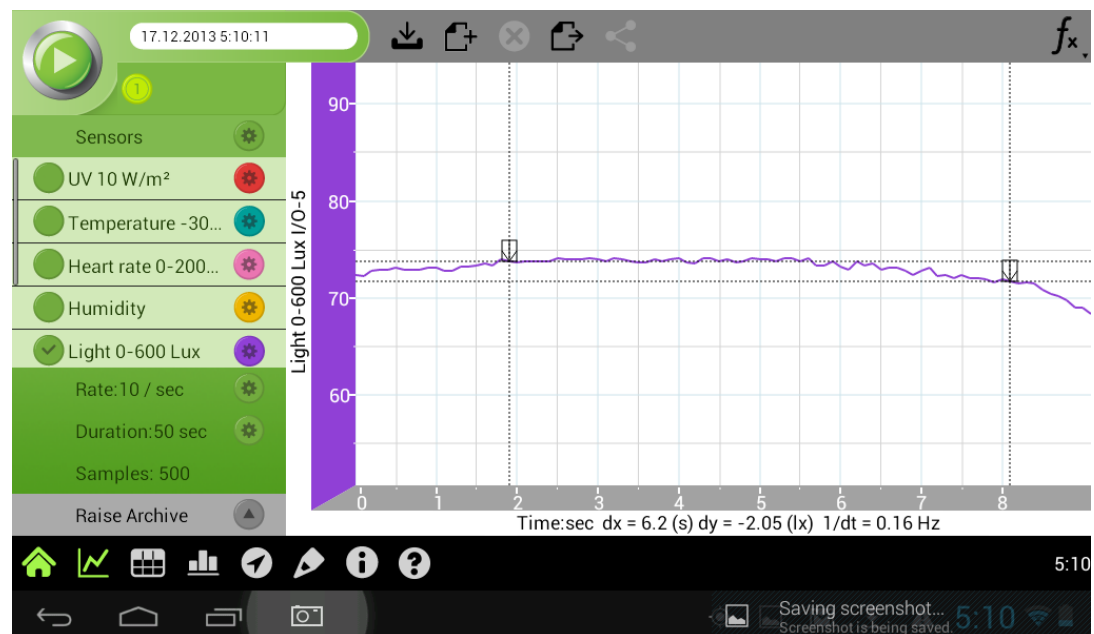 17.12.2013 5:10:11
fx
1
Sensors
UV 10 W/m²
Temperature -30...
Heart rate 0-200...
Humidity
Light 0-600 Lux
Rate:10 / sec
Duration:50 sec
Samples: 500
Raise Archive
Light 0-600 Lux I/O-5
90
80
70
60
0 1 2 3 4 5 6 7 8
Time:sec dx = 6.2 (s) dy = -2.05 (lx) 1/dt = 0.16 Hz
5:10
Saving screenshot...
Screenshot is being saved.
5:10